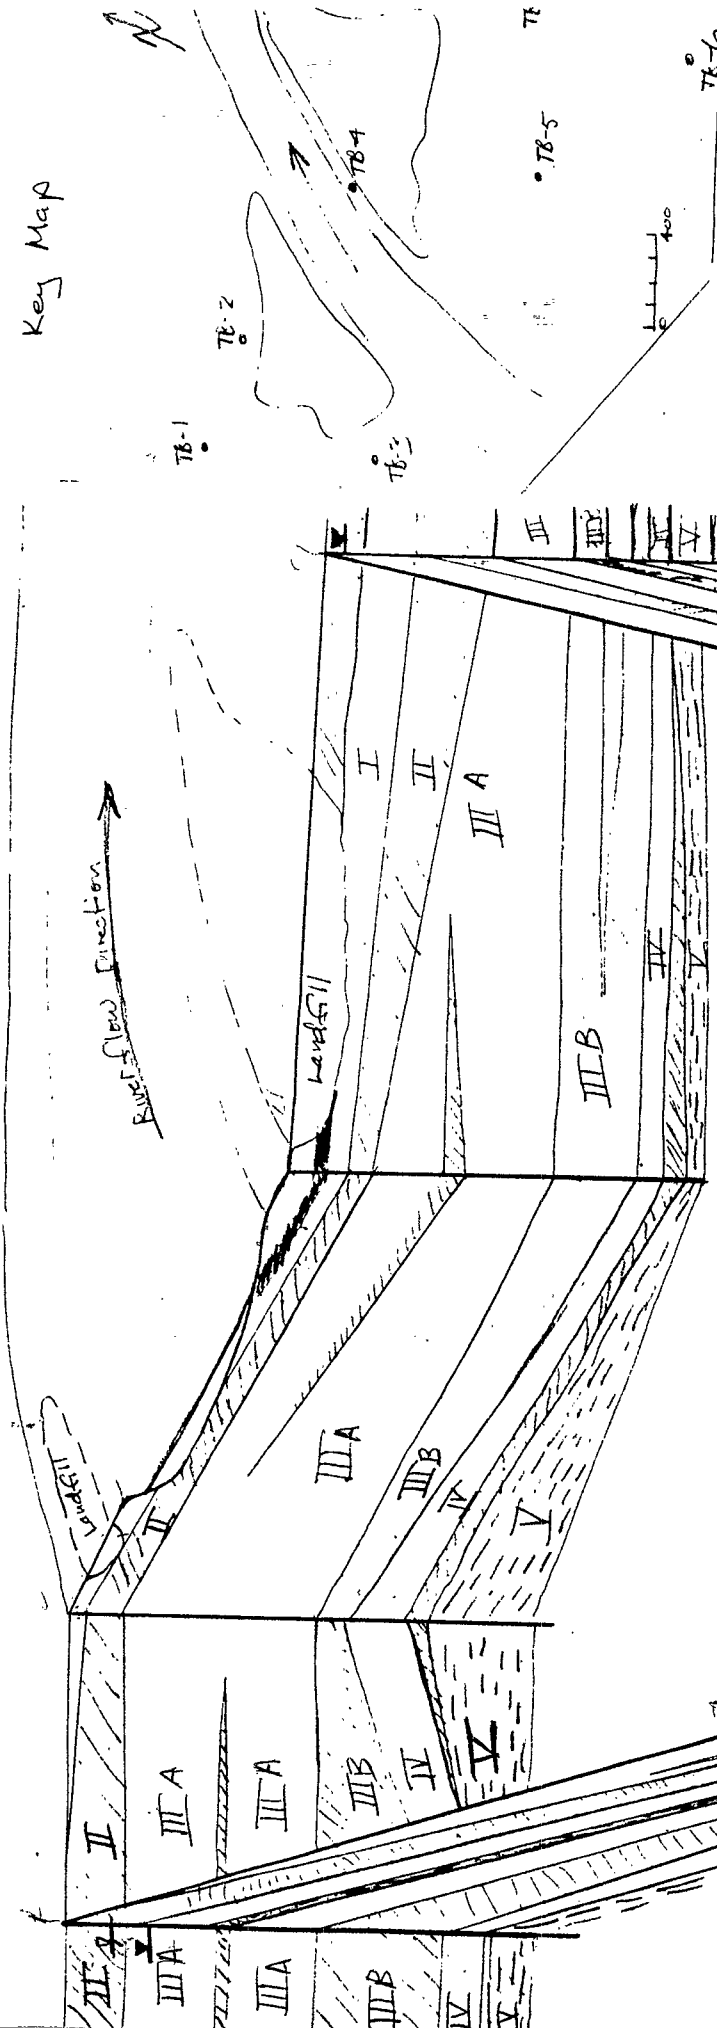 Key Map
N
TB-1
TB-2
TB-3
TB-4
TB-5
0
400
River flow Direction
Landfill
Landfill
I
II
III A
III B
IV
V
II
III A
III B
IV
V
II
III A
III A
III B
IV
V
III A
III A
III B
IV
V
III
V